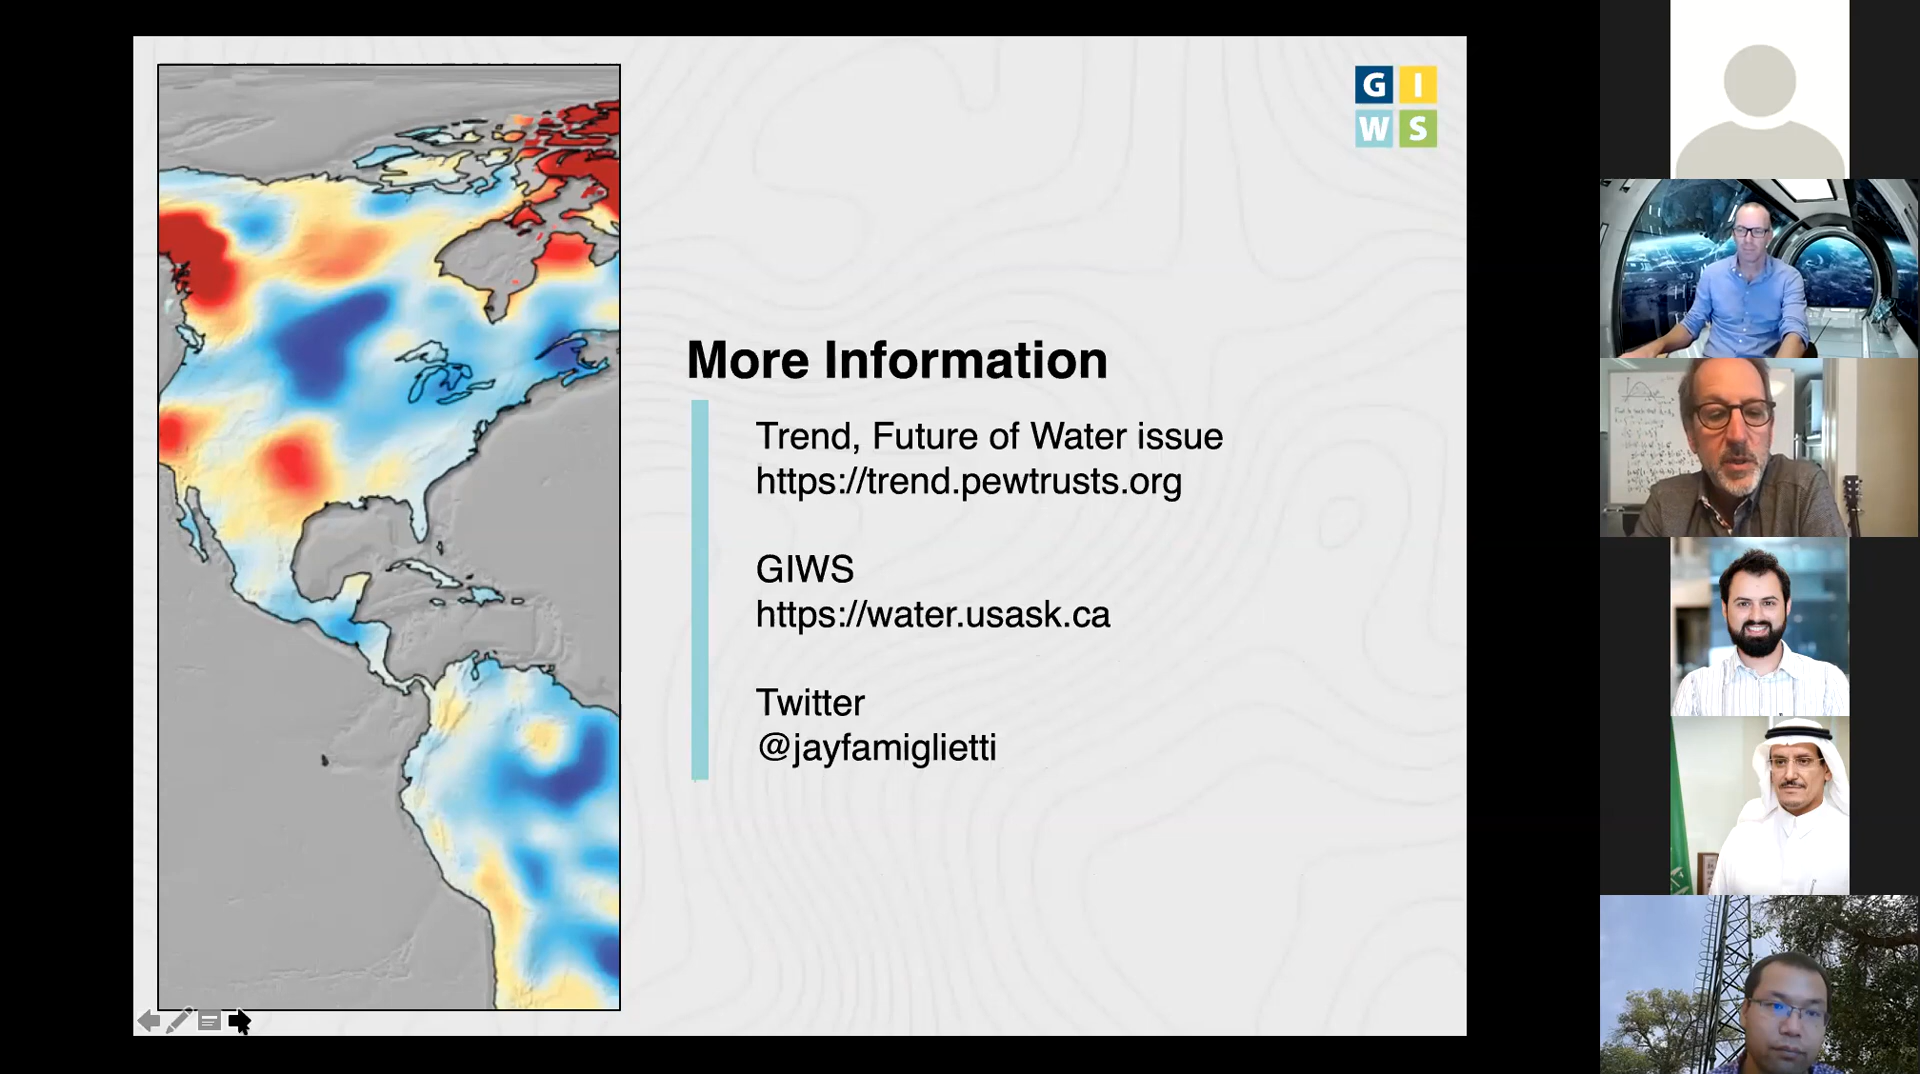 G I
W S
More Information
Trend, Future of Water issue
https://trend.pewtrusts.org
GIWS
https://water.usask.ca
Twitter
@jayfamiglietti